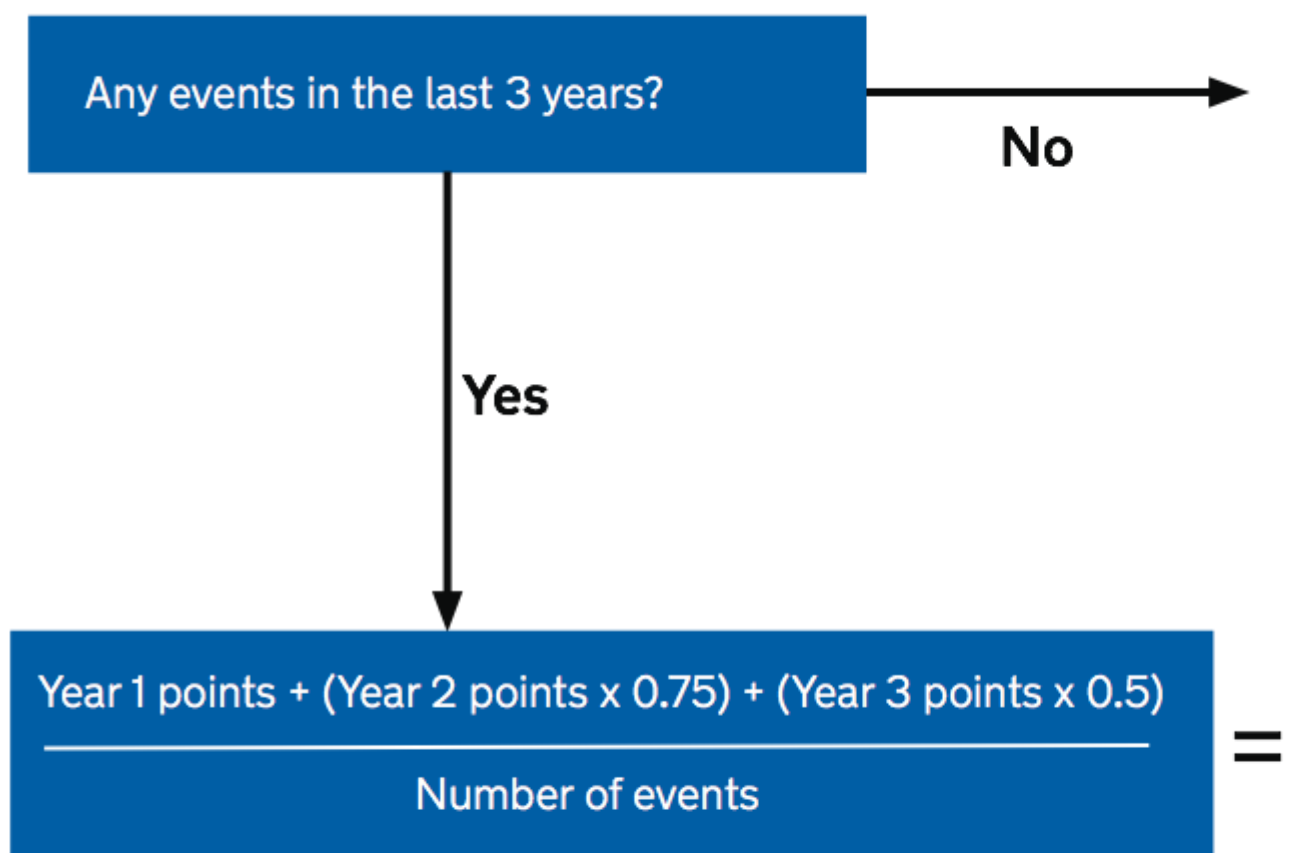 Any events in the last 3 years?
No
Yes
Year 1 points + (Year 2 points x 0.75) + (Year 3 points x 0.5)
=
Number of events